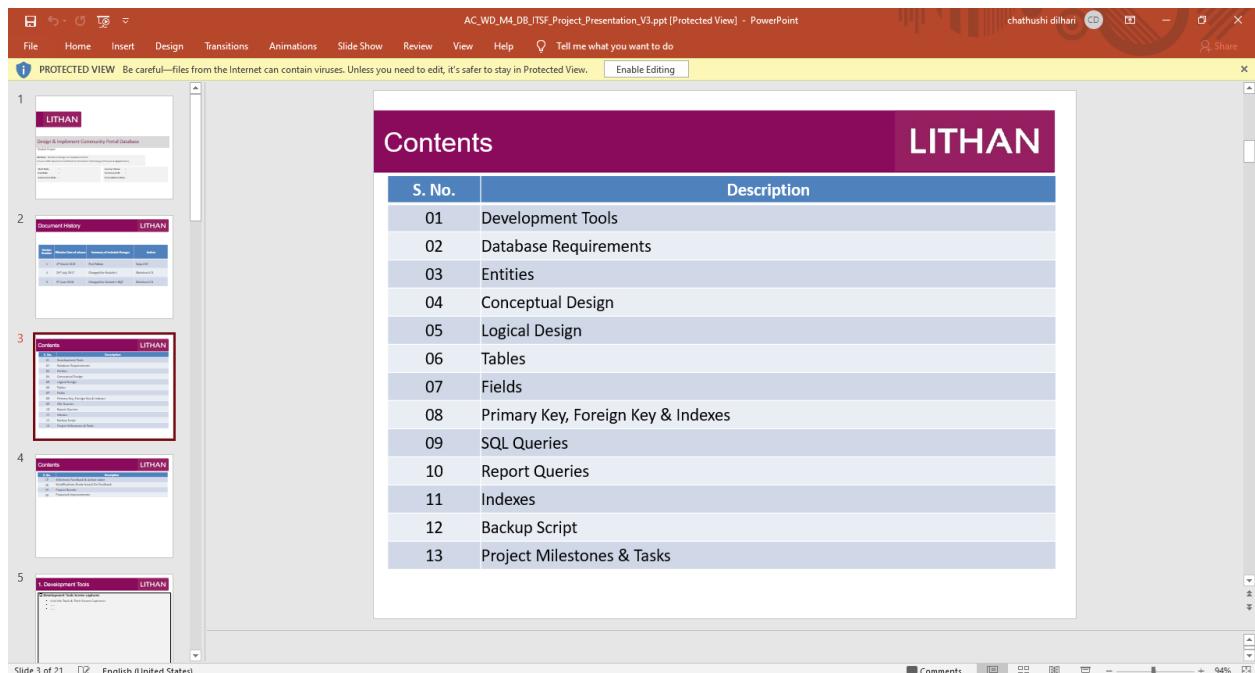 AC_WD_M4_DB_ITSF_Project_Presentation_V3.ppt [Protected View] - PowerPoint
chathushi dilhari
CD
File Home Insert Design Transitions Animations Slide Show Review View Help Tell me what you want to do
Share
PROTECTED VIEW Be careful—files from the Internet can contain viruses. Unless you need to edit, it's safer to stay in Protected View. Enable Editing
1
LITHAN
Design & Implement Community Portal Database
2
Document History LITHAN
3
Contents LITHAN
4
Contents LITHAN
5
1. Development Tools LITHAN
Contents LITHAN
S. No. Description
01 Development Tools
02 Database Requirements
03 Entities
04 Conceptual Design
05 Logical Design
06 Tables
07 Fields
08 Primary Key, Foreign Key & Indexes
09 SQL Queries
10 Report Queries
11 Indexes
12 Backup Script
13 Project Milestones & Tasks
Slide 3 of 21 English (United States)
Comments
94%